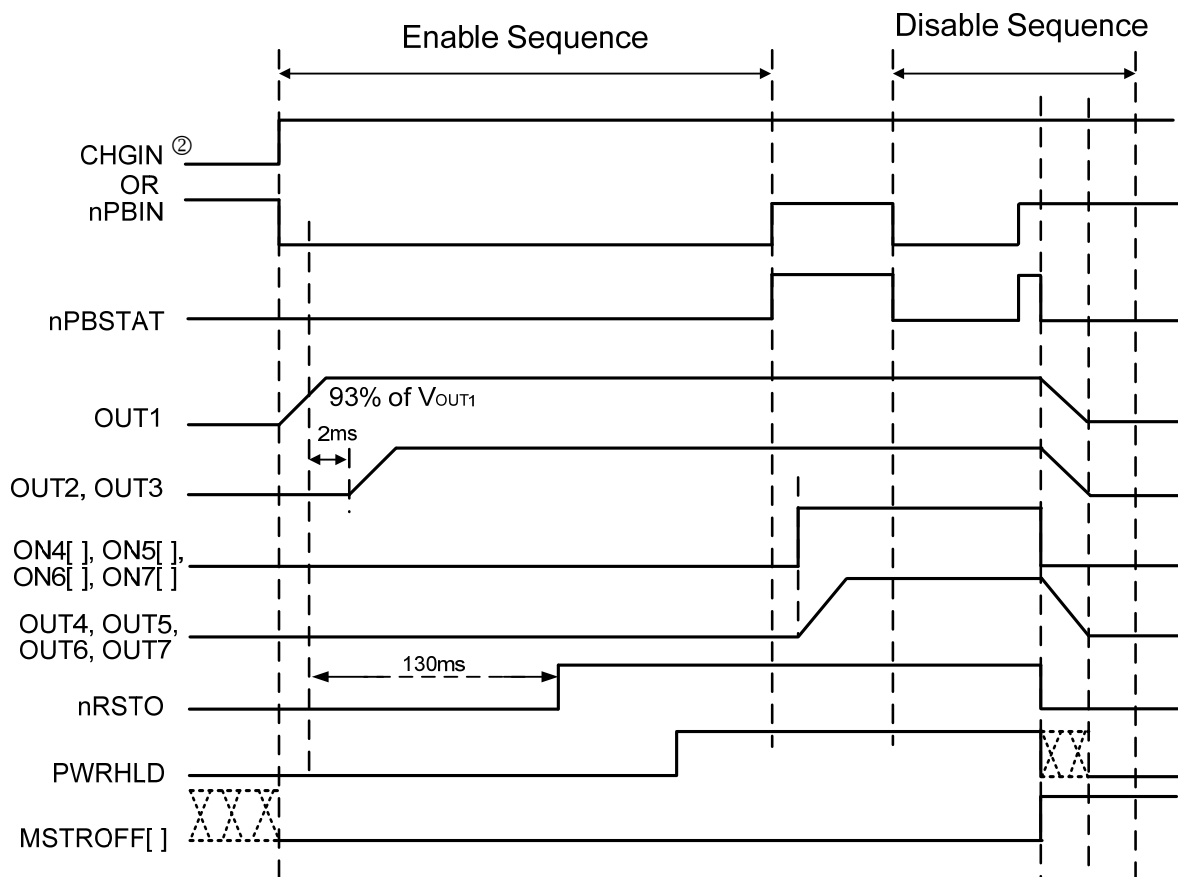 Enable Sequence
Disable Sequence
CHGIN ②
OR
nPBIN
nPBSTAT
93% of VOUT1
OUT1
2ms
OUT2, OUT3
ON4[ ], ON5[ ],
ON6[ ], ON7[ ]
OUT4, OUT5,
OUT6, OUT7
130ms
nRSTO
PWRHLD
MSTROFF[ ]